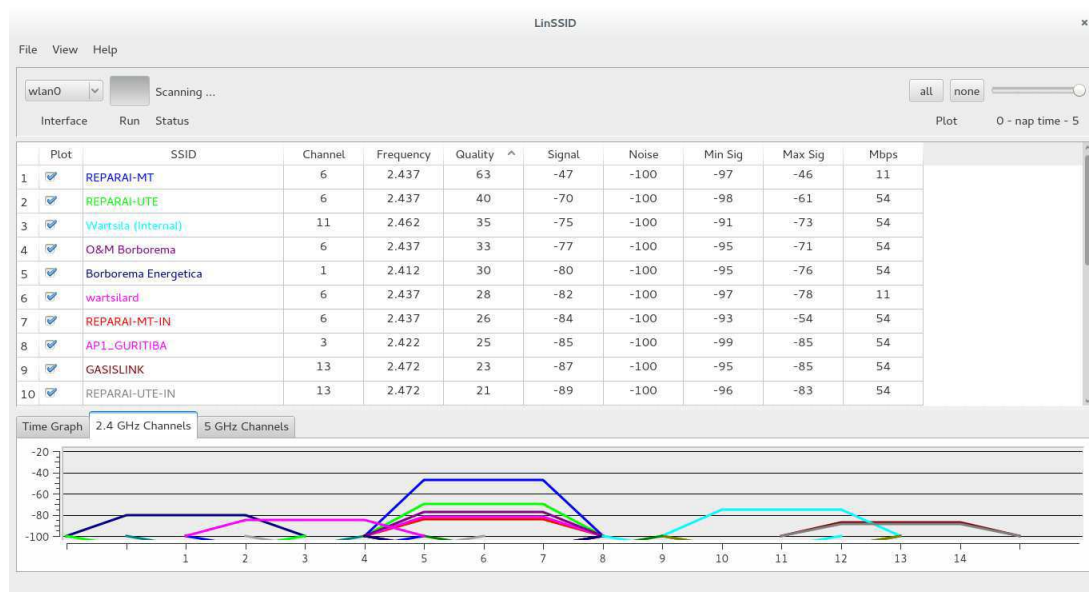 LinSSID ×
File View Help
wlan0 Scanning ... all none
Interface Run Status Plot 0 - nap time - 5
Plot SSID Channel Frequency Quality Signal Noise Min Sig Max Sig Mbps
1 REPARAI-MT 6 2.437 63 -47 -100 -97 -46 11
2 REPARAI-UTE 6 2.437 40 -70 -100 -98 -61 54
3 Wartsila (Internal) 11 2.462 35 -75 -100 -91 -73 54
4 O&M Borborema 6 2.437 33 -77 -100 -95 -71 54
5 Borborema Energetica 1 2.412 30 -80 -100 -95 -76 54
6 wartsilard 6 2.437 28 -82 -100 -97 -78 11
7 REPARAI-MT-IN 6 2.437 26 -84 -100 -93 -54 54
8 AP1_GURITIBA 3 2.422 25 -85 -100 -99 -85 54
9 GASISLINK 13 2.472 23 -87 -100 -95 -85 54
10 REPARAI-UTE-IN 13 2.472 21 -89 -100 -96 -83 54
Time Graph 2.4 GHz Channels 5 GHz Channels
-20
-40
-60
-80
-100
1 2 3 4 5 6 7 8 9 10 11 12 13 14